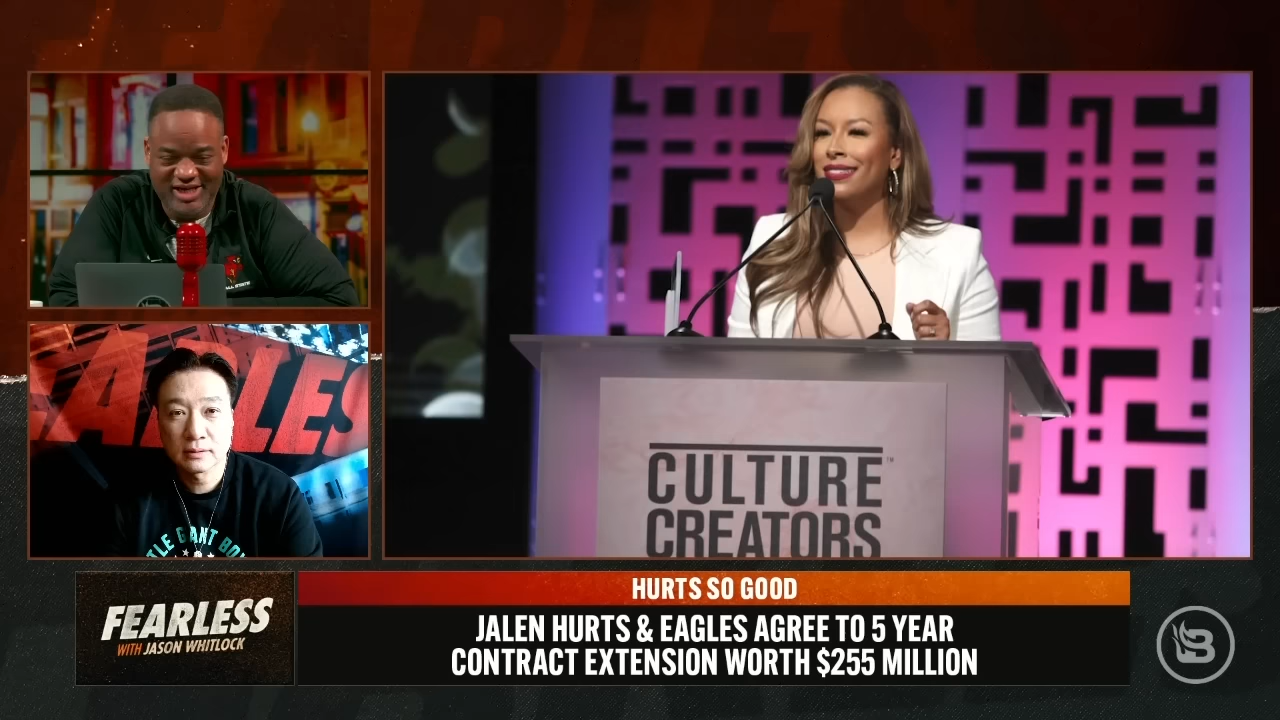 CULTURE
CREATORS
™
HURTS SO GOOD
JALEN HURTS & EAGLES AGREE TO 5 YEAR
CONTRACT EXTENSION WORTH $255 MILLION
FEARLESS
WITH JASON WHITLOCK
B